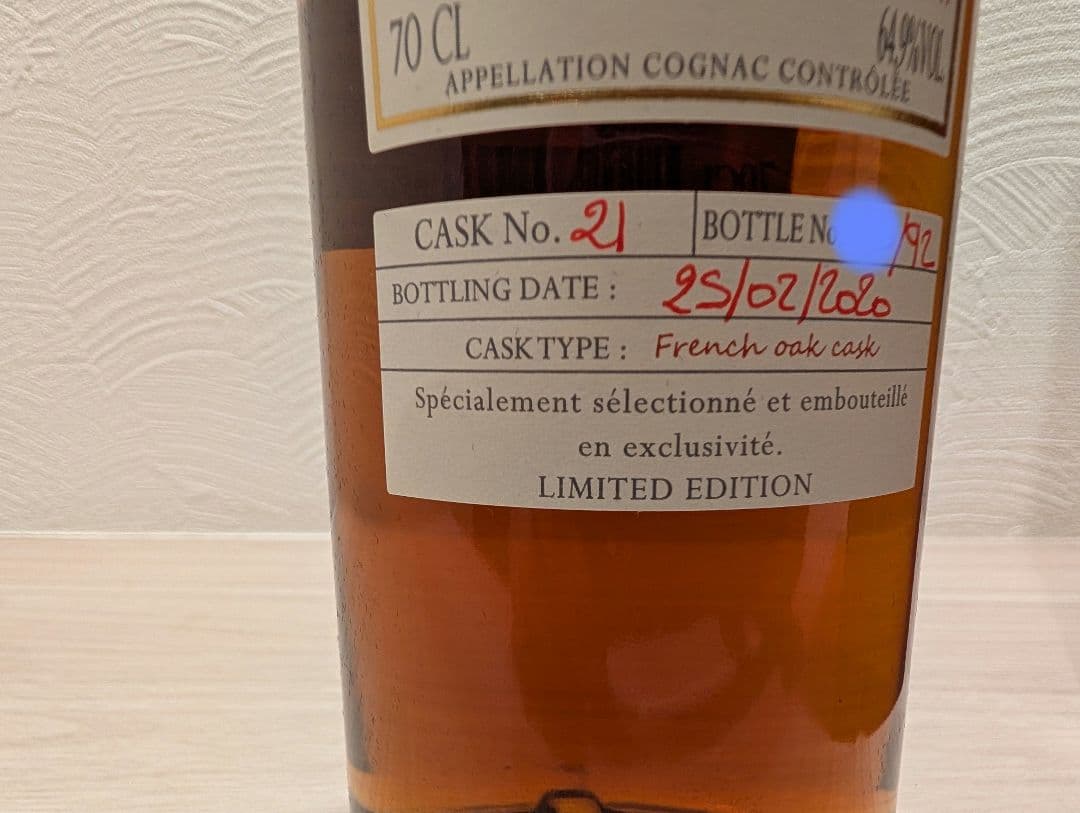 70 CL
64,9%VOL.
APPELLATION COGNAC CONTRÔLÉE
CASK No. 21
BOTTLE No /92
BOTTLING DATE : 25/02/2020
CASK TYPE : French oak cask
Spécialement sélectionné et embouteillé
en exclusivité.
LIMITED EDITION